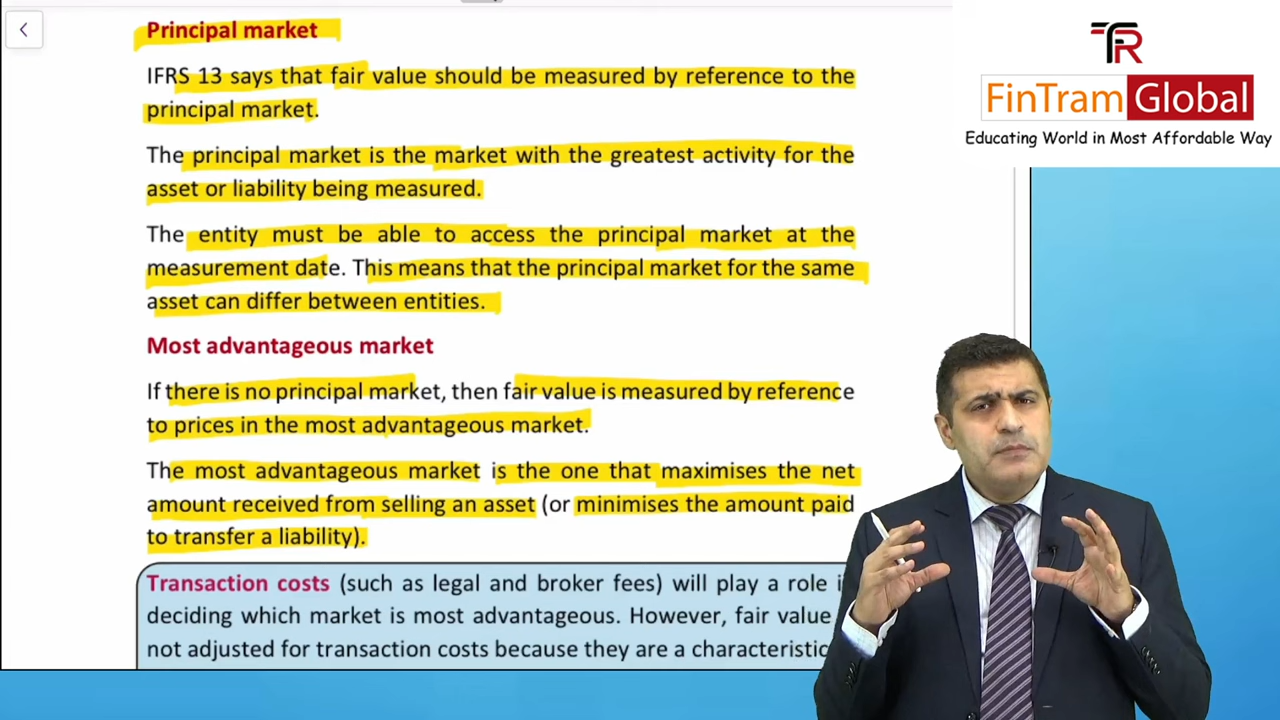 Principal market
IFRS 13 says that fair value should be measured by reference to the
principal market.
The principal market is the market with the greatest activity for the
asset or liability being measured.
The entity must be able to access the principal market at the
measurement date. This means that the principal market for the same
asset can differ between entities.
Most advantageous market
If there is no principal market, then fair value is measured by reference
to prices in the most advantageous market.
The most advantageous market is the one that maximises the net
amount received from selling an asset (or minimises the amount paid
to transfer a liability).
Transaction costs (such as legal and broker fees) will play a role
deciding which market is most advantageous. However, fair value
not adjusted for transaction costs because they are a characteristic
FR
FinTram Global
Educating World in Most Affordable Way